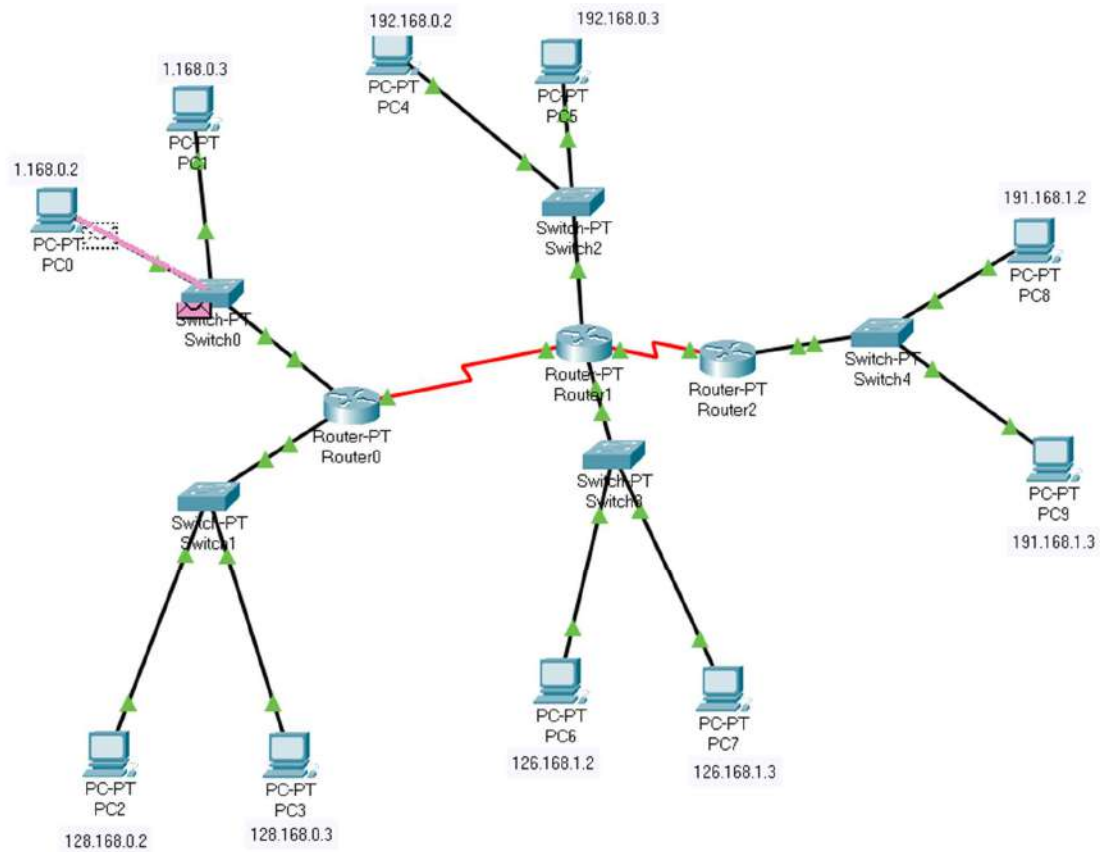 192.168.0.2
192.168.0.3
PC-PT
PC4
PC-PT
PC5
1.168.0.3
PC-PT
PC1
1.168.0.2
PC-PT
PC0
Switch-PT
Switch2
191.168.1.2
PC-PT
PC8
Switch-PT
Switch0
Router-PT
Router1
Router-PT
Router2
Switch-PT
Switch4
Router-PT
Router0
Switch-PT
Switch3
PC-PT
PC9
191.168.1.3
Switch-PT
Switch1
PC-PT
PC6
126.168.1.2
PC-PT
PC7
126.168.1.3
PC-PT
PC2
128.168.0.2
PC-PT
PC3
128.168.0.3